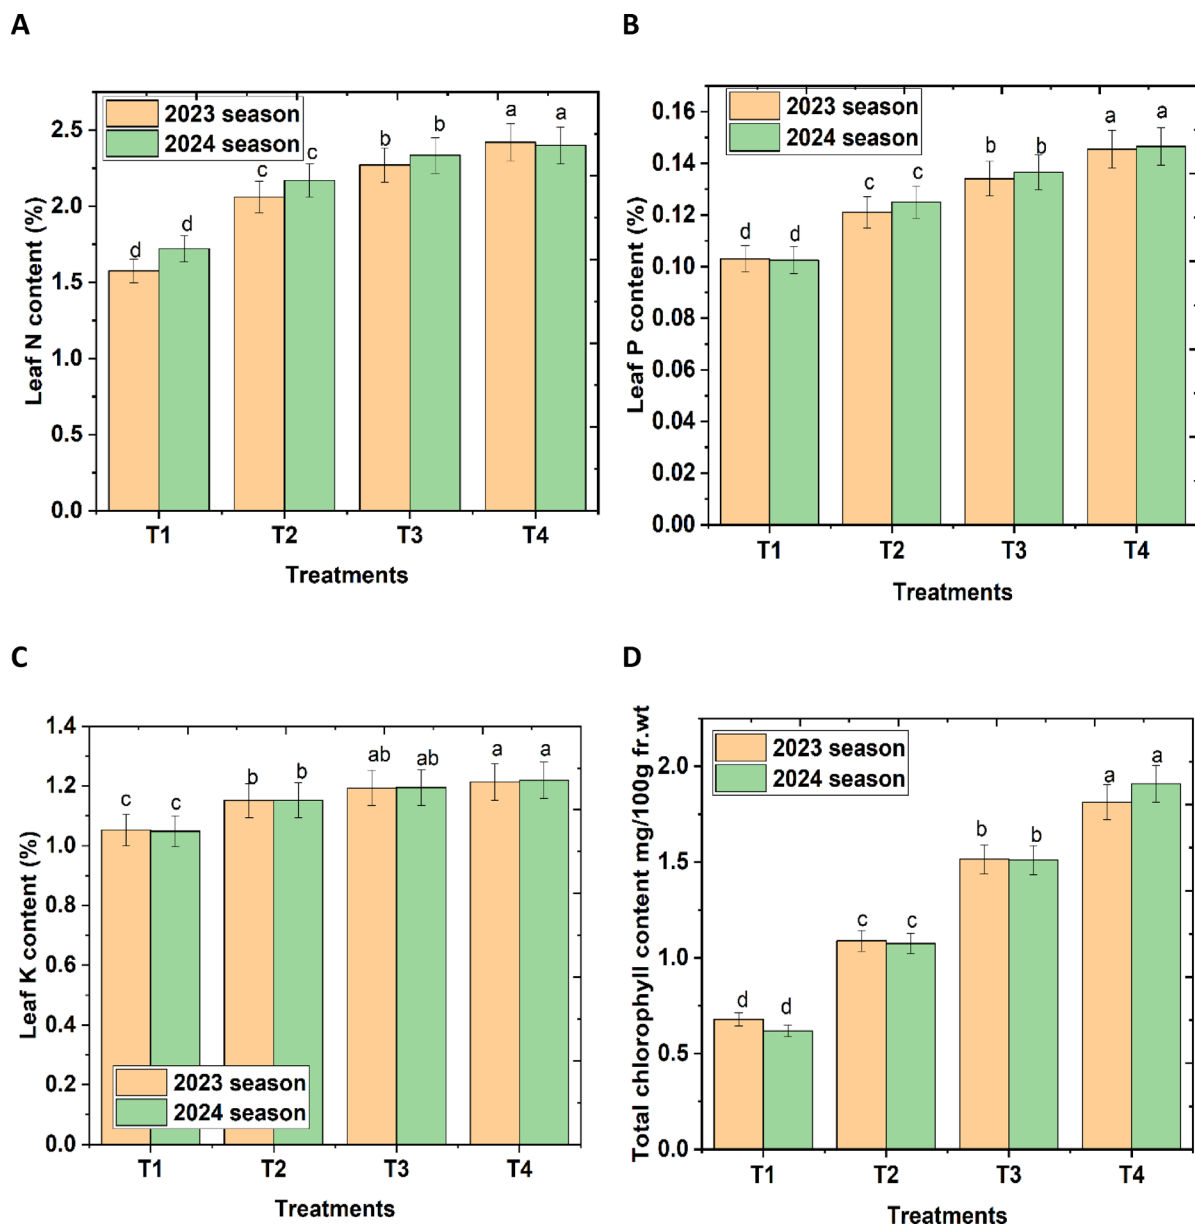 A
2023 season
2024 season
Leaf N content (%)
2.5
2.0
1.5
1.0
0.5
0.0
d d c c b b a a
T1 T2 T3 T4
Treatments
B
2023 season
2024 season
Leaf P content (%)
0.16
0.14
0.12
0.10
0.08
0.06
0.04
0.02
0.00
d d c c b b a a
T1 T2 T3 T4
Treatments
C
Leaf K content (%)
1.4
1.2
1.0
0.8
0.6
0.4
0.2
0.0
c c b b ab ab a a
2023 season
2024 season
T1 T2 T3 T4
Treatments
D
2023 season
2024 season
Total chlorophyll content mg/100g fr.wt
2.0
1.5
1.0
0.5
0.0
d d c c b b a a
T1 T2 T3 T4
Treatments